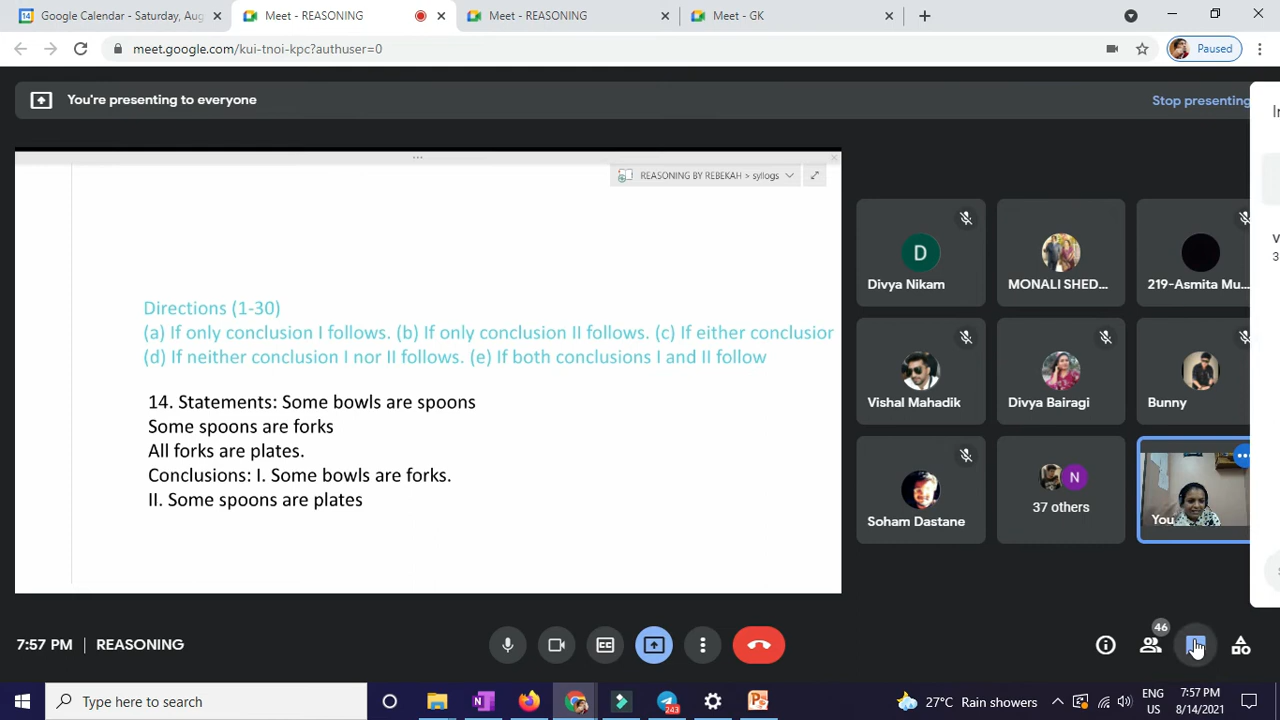 Google Calendar - Saturday, Aug
Meet - REASONING
Meet - REASONING
Meet - GK
meet.google.com/kui-tnoi-kpc?authuser=0
Paused
You're presenting to everyone
Stop presenting
REASONING BY REBEKAH > syllogs
Directions (1-30)
(a) If only conclusion I follows. (b) If only conclusion II follows. (c) If either conclusior
(d) If neither conclusion I nor II follows. (e) If both conclusions I and II follow
14. Statements: Some bowls are spoons
Some spoons are forks
All forks are plates.
Conclusions: I. Some bowls are forks.
II. Some spoons are plates
D
Divya Nikam
MONALI SHED...
219-Asmita Mu...
Vishal Mahadik
Divya Bairagi
Bunny
Soham Dastane
N
37 others
You
In
V
3
7:57 PM | REASONING
CC
46
Type here to search
N
243
P
27°C Rain showers
ENG
US
7:57 PM
8/14/2021